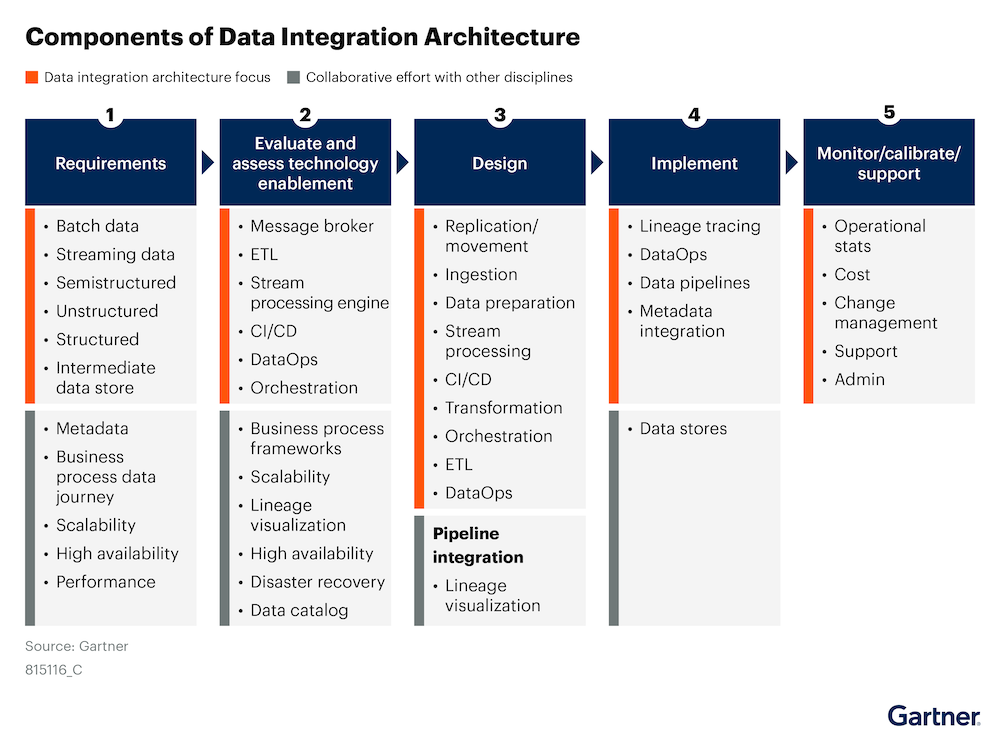 Components of Data Integration Architecture
Data integration architecture focus
Collaborative effort with other disciplines
1
Requirements
• Batch data
• Streaming data
• Semistructured
• Unstructured
• Structured
• Intermediate
data store
• Metadata
• Business
process data
journey
• Scalability
• High availability
• Performance
2
Evaluate and
assess technology
enablement
• Message broker
• ETL
• Stream
processing engine
• CI/CD
• DataOps
• Orchestration
• Business process
frameworks
• Scalability
• Lineage
visualization
• High availability
• Disaster recovery
• Data catalog
3
Design
• Replication/
movement
• Ingestion
• Data preparation
• Stream
processing
• CI/CD
• Transformation
• Orchestration
• ETL
• DataOps
Pipeline
integration
• Lineage
visualization
4
Implement
• Lineage tracing
• DataOps
• Data pipelines
• Metadata
integration
• Data stores
5
Monitor/calibrate/
support
• Operational
stats
• Cost
• Change
management
• Support
• Admin
Source: Gartner
815116_C
Gartner